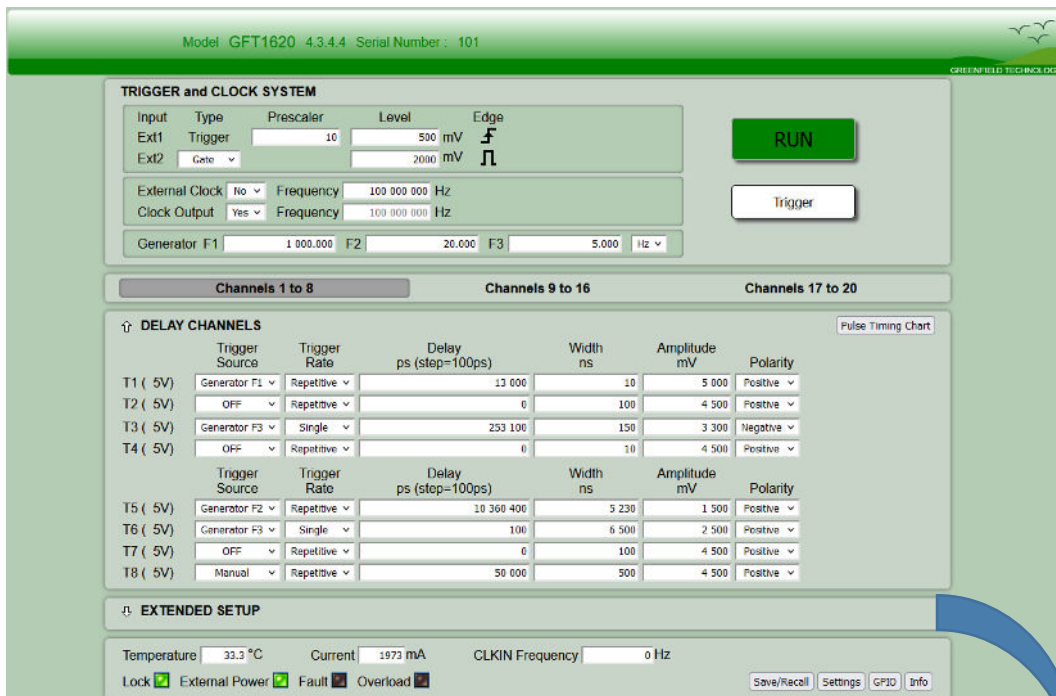 Model GFT1620 4.3.4.4 Serial Number : 101
GREENFIELD TECHNOLOG
TRIGGER and CLOCK SYSTEM
Input Type Prescaler Level Edge
Ext1 Trigger 10 500 mV
Ext2 Gate 2000 mV
RUN
External Clock No Frequency 100 000 000 Hz
Clock Output Yes Frequency 100 000 000 Hz
Trigger
Generator F1 1 000.000 F2 20.000 F3 5.000 Hz
Channels 1 to 8 Channels 9 to 16 Channels 17 to 20
DELAY CHANNELS Pulse Timing Chart
Trigger Trigger Delay Width Amplitude
Source Rate ps (step=100ps) ns mV Polarity
T1 ( 5V) Generator F1 Repetitive 13 000 10 5 000 Positive
T2 ( 5V) OFF Repetitive 0 100 4 500 Positive
T3 ( 5V) Generator F3 Single 253 100 150 3 300 Negative
T4 ( 5V) OFF Repetitive 0 10 4 500 Positive
Trigger Trigger Delay Width Amplitude
Source Rate ps (step=100ps) ns mV Polarity
T5 ( 5V) Generator F2 Repetitive 10 360 400 5 230 1 500 Positive
T6 ( 5V) Generator F3 Single 100 6 500 2 500 Positive
T7 ( 5V) OFF Repetitive 0 100 4 500 Positive
T8 ( 5V) Manual Repetitive 50 000 500 4 500 Positive
EXTENDED SETUP
Temperature 33.3 °C Current 1973 mA CLKIN Frequency 0 Hz
Lock External Power Fault Overload Save/Recall Settings GPIO Info